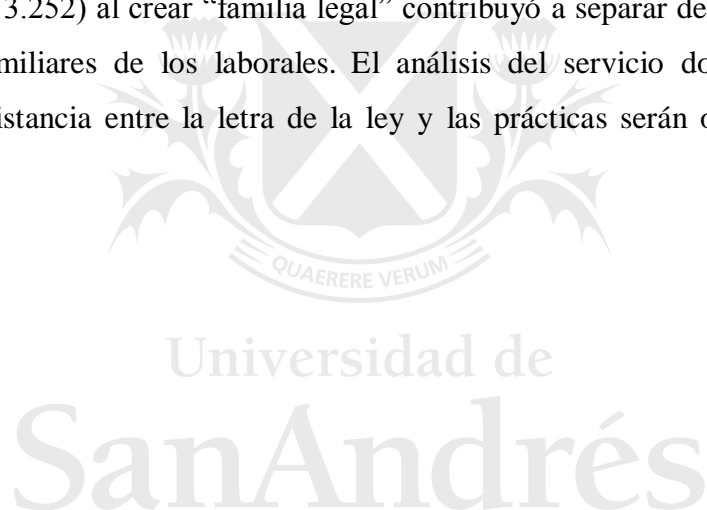 3.252) al crear “familia legal” contribuyó a separar de
miliares de los laborales. El análisis del servicio do
istancia entre la letra de la ley y las prácticas serán o
QUAERERE VERUM
Universidad de
SanAndrés